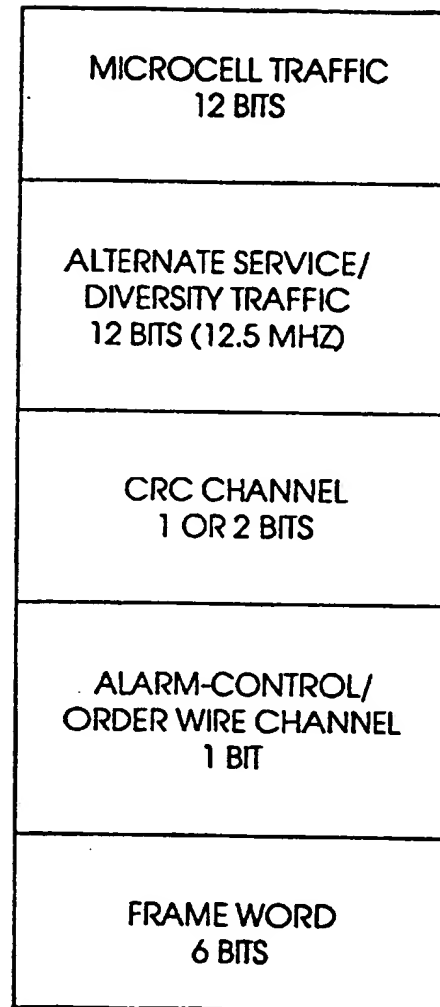 MICROCELL TRAFFIC
12 BITS
ALTERNATE SERVICE/
DIVERSITY TRAFFIC
12 BITS (12.5 MHZ)
CRC CHANNEL
1 OR 2 BITS
ALARM-CONTROL/
ORDER WIRE CHANNEL
1 BIT
FRAME WORD
6 BITS